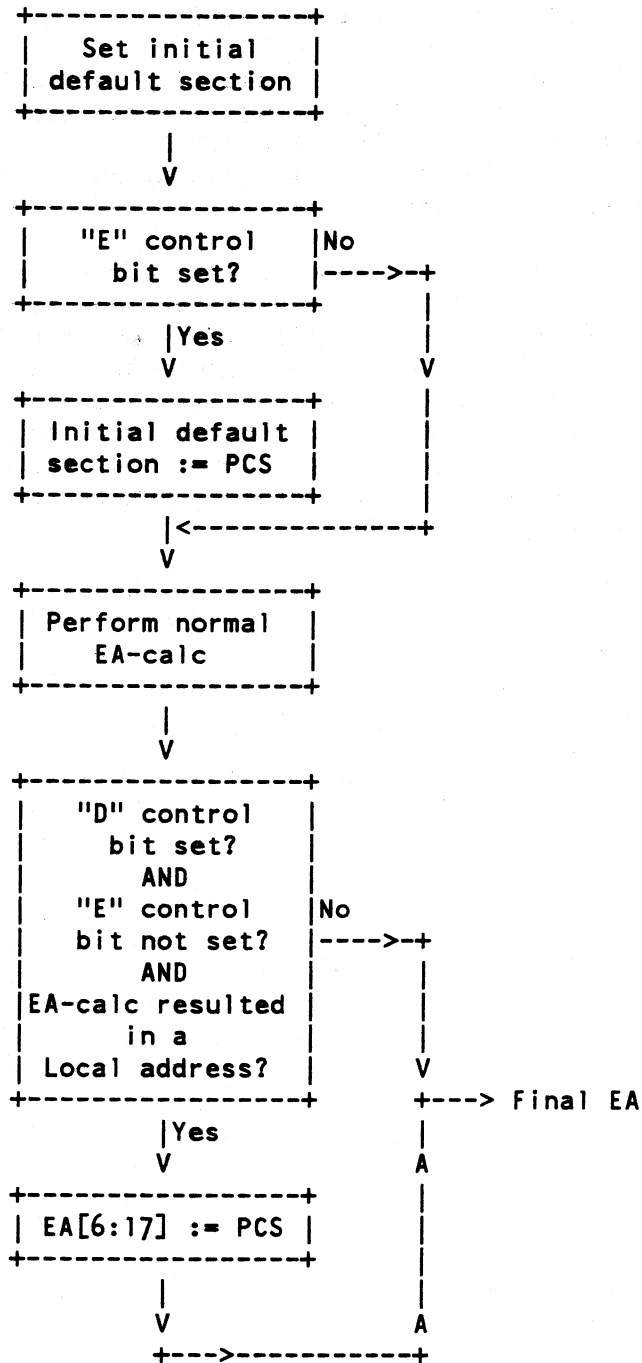 +------------------+
| Set initial |
| default section |
+------------------+
|
V
+------------------+
| "E" control |No
| bit set? |---->-+
+------------------+ |
|Yes |
V V
+------------------+ |
| Initial default | |
| section := PCS | |
+------------------+ |
|<---------------+
V
+------------------+
| Perform normal |
| EA-calc |
+------------------+
|
V
+------------------+
| "D" control |
| bit set? |
| AND |
| "E" control |No
| bit not set? |---->-+
| AND | |
|EA-calc resulted | |
| in a | |
| Local address? | V
+------------------+ +---> Final EA
|Yes |
V A
+------------------+ |
| EA[6:17] := PCS | |
+------------------+ |
| |
V A
+--->------------+